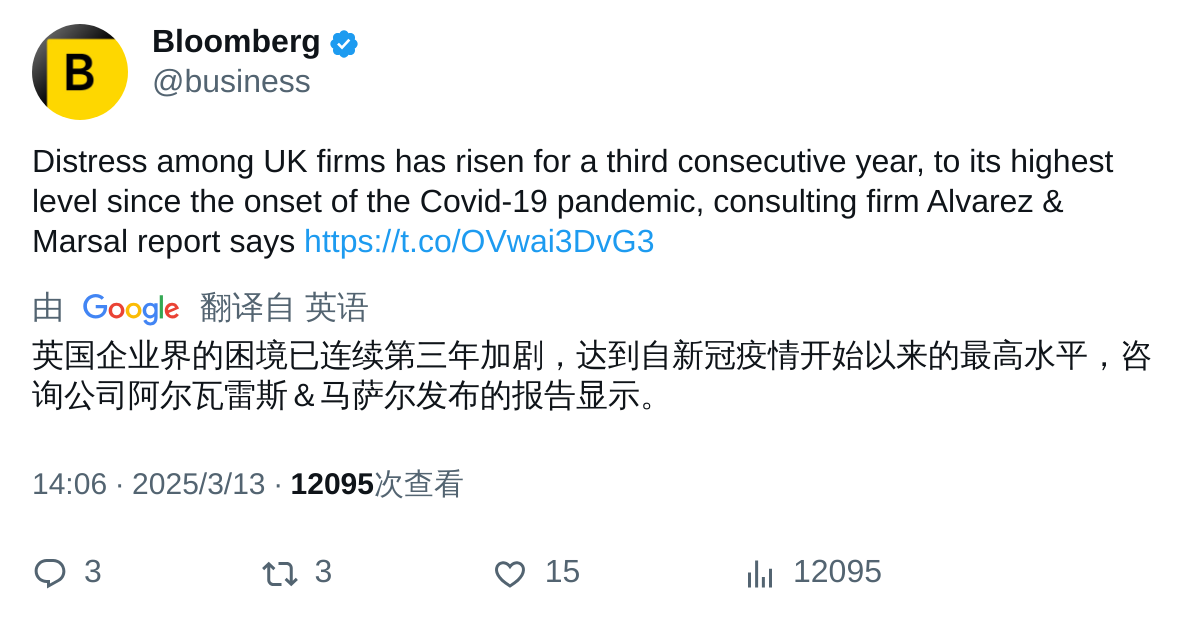 B
Bloomberg
@business
Distress among UK firms has risen for a third consecutive year, to its highest
level since the onset of the Covid-19 pandemic, consulting firm Alvarez &
Marsal report says https://t.co/OVwai3DvG3
由 Google 翻译自 英语
英国企业界的困境已连续第三年加剧，达到自新冠疫情开始以来的最高水平，咨
询公司阿尔瓦雷斯＆马萨尔发布的报告显示。
14:06 · 2025/3/13 · 12095次查看
3 3 15 12095